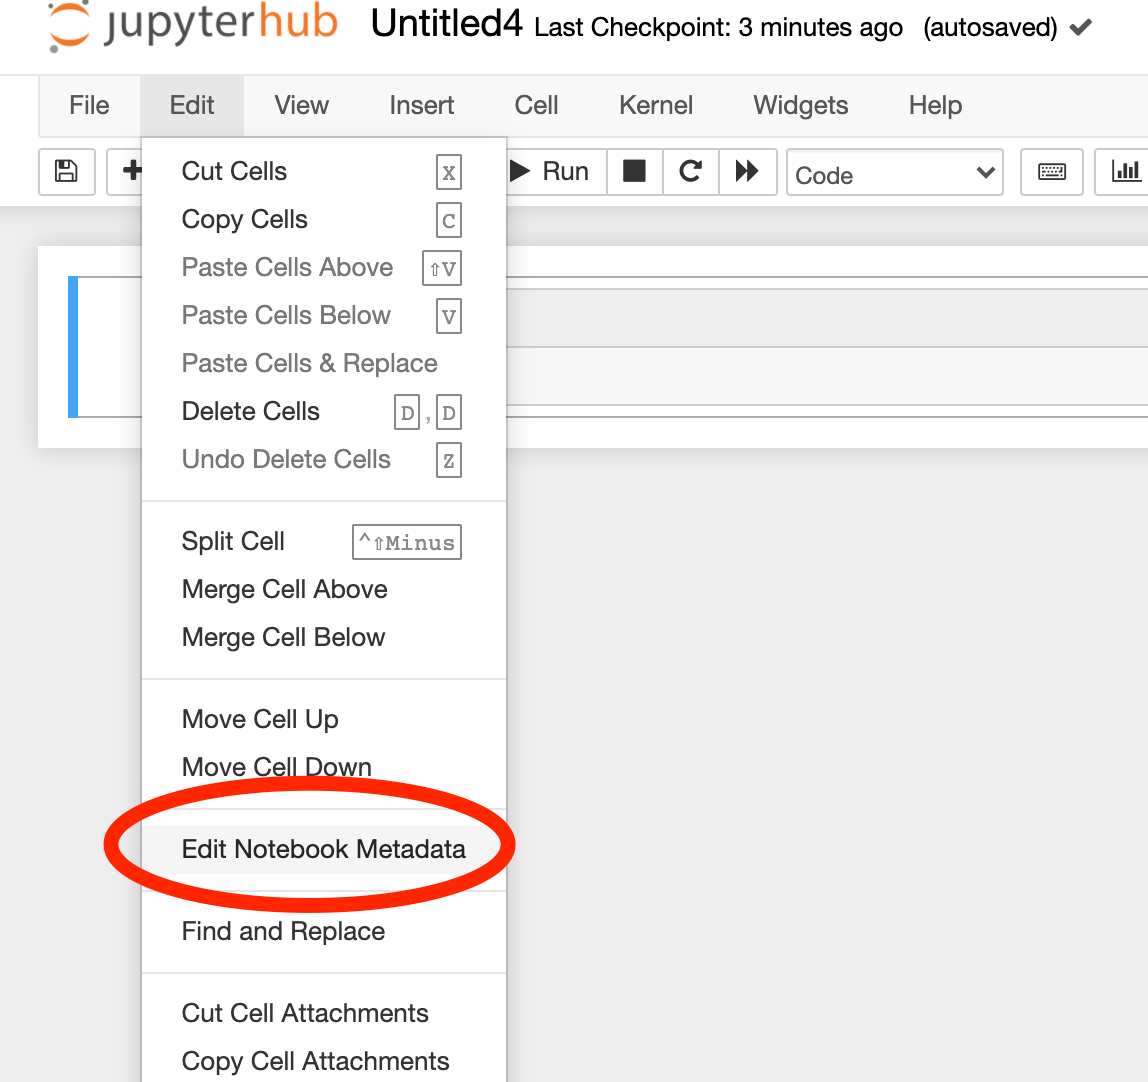 jupyterhub Untitled4 Last Checkpoint: 3 minutes ago (autosaved)
File Edit View Insert Cell Kernel Widgets Help
Run Code
Cut Cells X
Copy Cells C
Paste Cells Above ⇧V
Paste Cells Below V
Paste Cells & Replace
Delete Cells D,D
Undo Delete Cells Z
Split Cell ^⇧Minus
Merge Cell Above
Merge Cell Below
Move Cell Up
Move Cell Down
Edit Notebook Metadata
Find and Replace
Cut Cell Attachments
Copy Cell Attachments